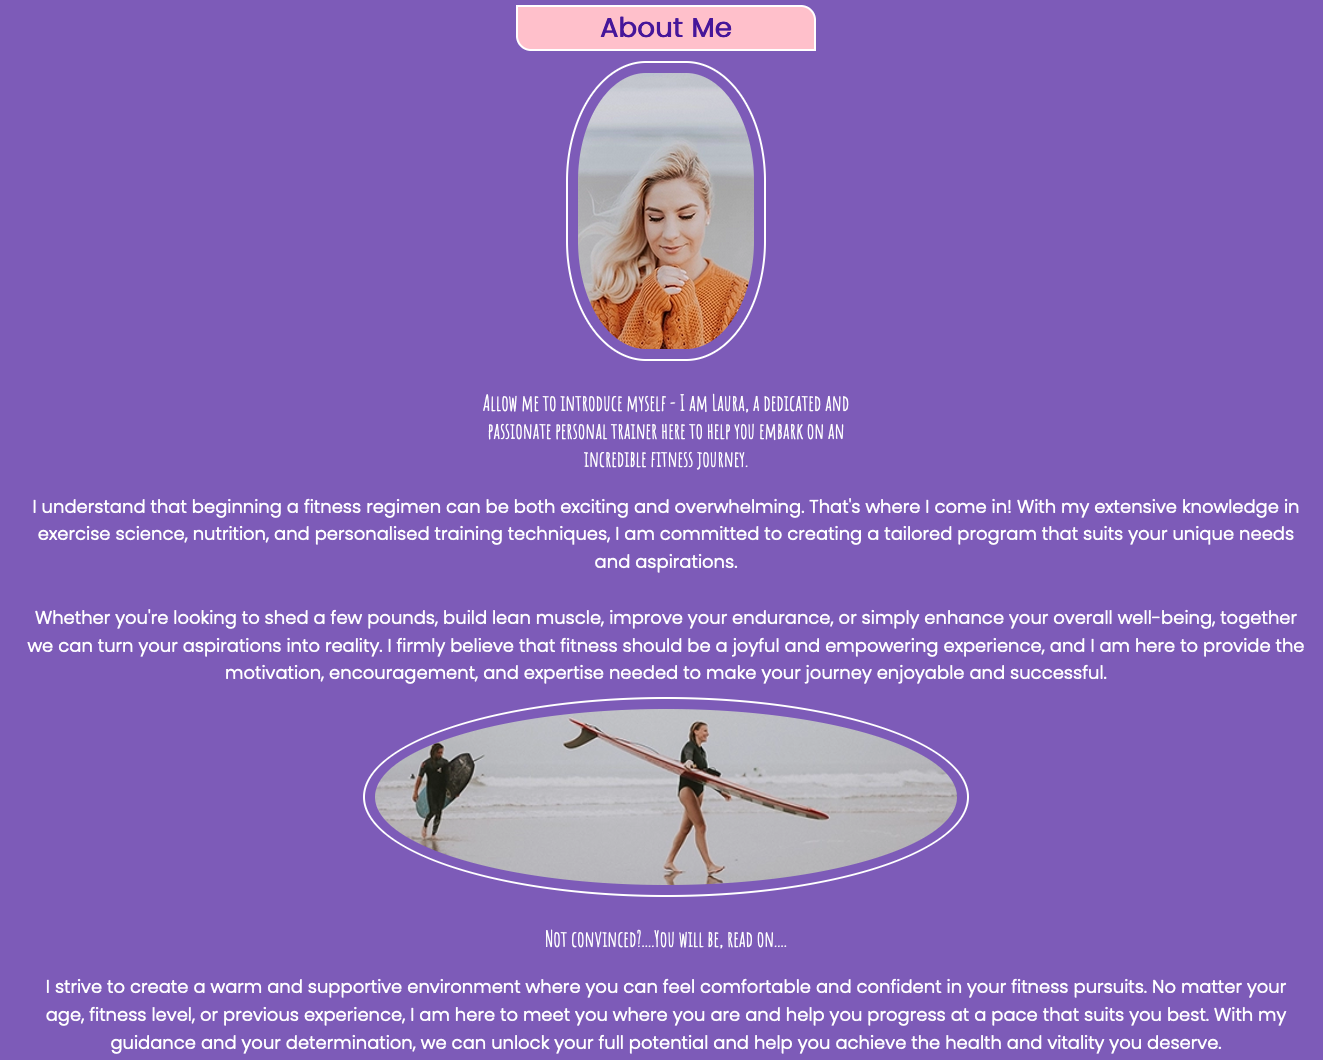 About Me
Allow me to introduce myself - I am Laura, a dedicated and
passionate personal trainer here to help you embark on an
incredible fitness journey.
I understand that beginning a fitness regimen can be both exciting and overwhelming. That's where I come in! With my extensive knowledge in
exercise science, nutrition, and personalised training techniques, I am committed to creating a tailored program that suits your unique needs
and aspirations.
Whether you're looking to shed a few pounds, build lean muscle, improve your endurance, or simply enhance your overall well-being, together
we can turn your aspirations into reality. I firmly believe that fitness should be a joyful and empowering experience, and I am here to provide the
motivation, encouragement, and expertise needed to make your journey enjoyable and successful.
Not convinced?....You will be, read on....
I strive to create a warm and supportive environment where you can feel comfortable and confident in your fitness pursuits. No matter your
age, fitness level, or previous experience, I am here to meet you where you are and help you progress at a pace that suits you best. With my
guidance and your determination, we can unlock your full potential and help you achieve the health and vitality you deserve.